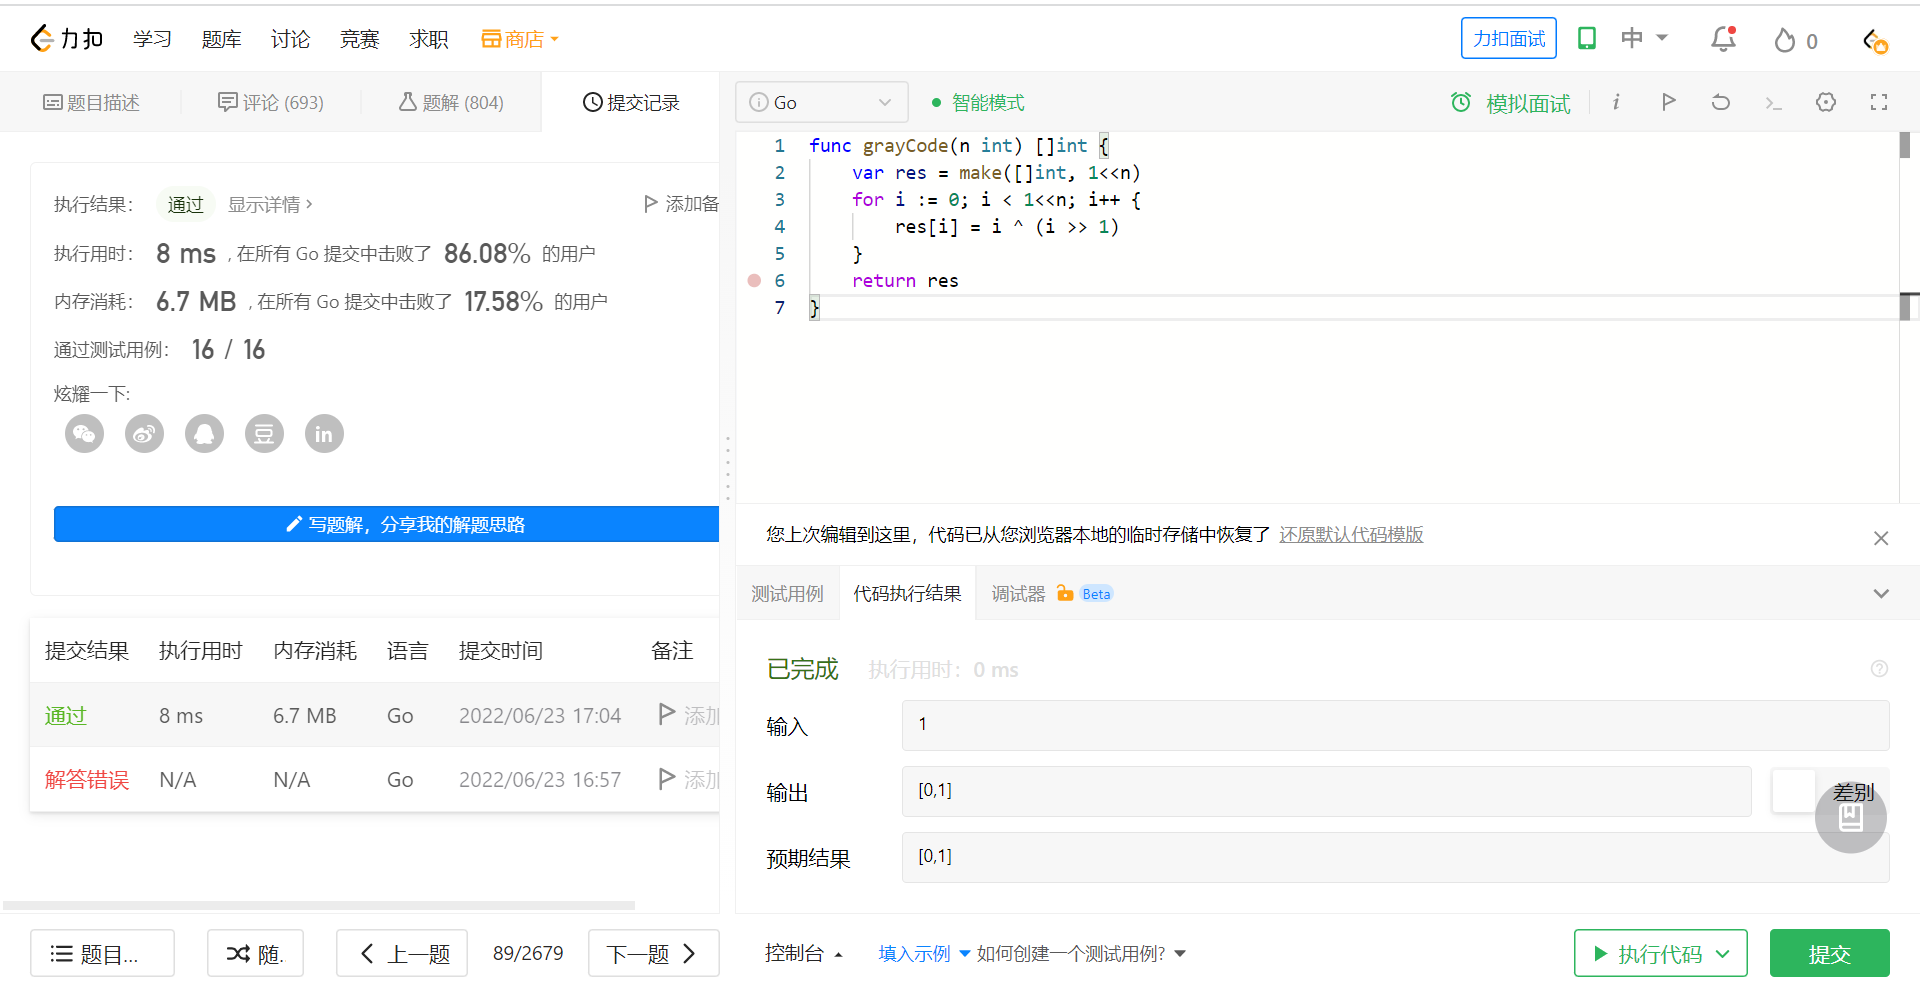 力扣 学习 题库 讨论 竞赛 求职 商店 力扣面试 中 0
题目描述 评论 (693) 题解 (804) 提交记录
Go 智能模式 模拟面试
执行结果： 通过 显示详情 › 添加备
执行用时： 8 ms , 在所有 Go 提交中击败了 86.08% 的用户
内存消耗： 6.7 MB , 在所有 Go 提交中击败了 17.58% 的用户
通过测试用例： 16 / 16
炫耀一下:
豆 in
写题解，分享我的解题思路
提交结果 执行用时 内存消耗 语言 提交时间 备注
通过 8 ms 6.7 MB Go 2022/06/23 17:04 添加
解答错误 N/A N/A Go 2022/06/23 16:57 添加
题目... 随. 上一题 89/2679 下一题
1 func grayCode(n int) []int {
2 var res = make([]int, 1<<n)
3 for i := 0; i < 1<<n; i++ {
4 res[i] = i ^ (i >> 1)
5 }
6 return res
7 }
您上次编辑到这里，代码已从您浏览器本地的临时存储中恢复了 还原默认代码模版
测试用例 代码执行结果 调试器 Beta
已完成 执行用时：0 ms
输入 1
输出 [0,1] 差别
预期结果 [0,1]
控制台 填入示例 如何创建一个测试用例? 执行代码 提交